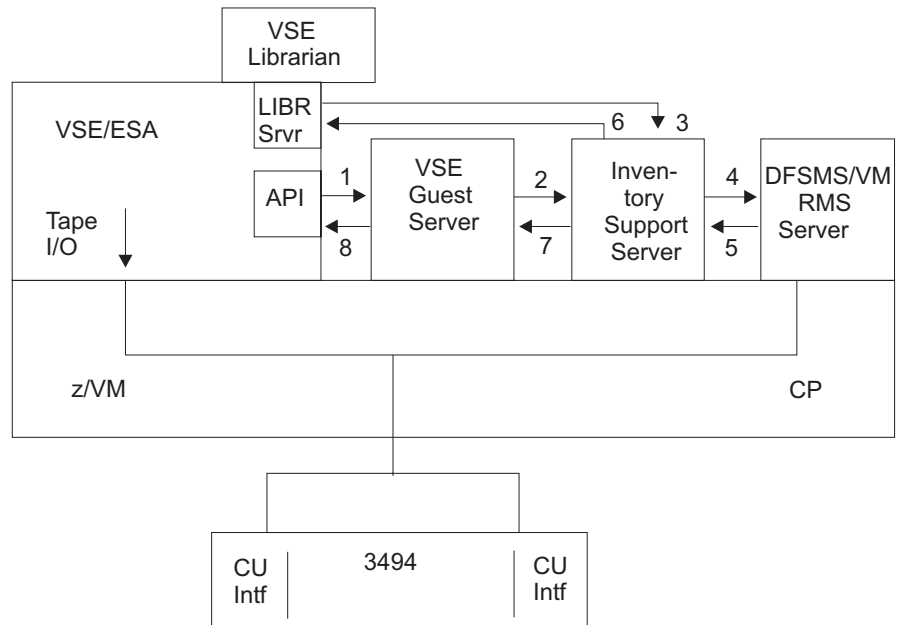 VSE
Librarian
VSE/ESA
LIBR
Srvr
6
3
API
1
VSE
Guest
Server
2
Inven-
tory
Support
Server
4
DFSMS/VM
RMS
Server
Tape
I/O
8
7
5
z/VM
CP
CU
Intf
3494
CU
Intf